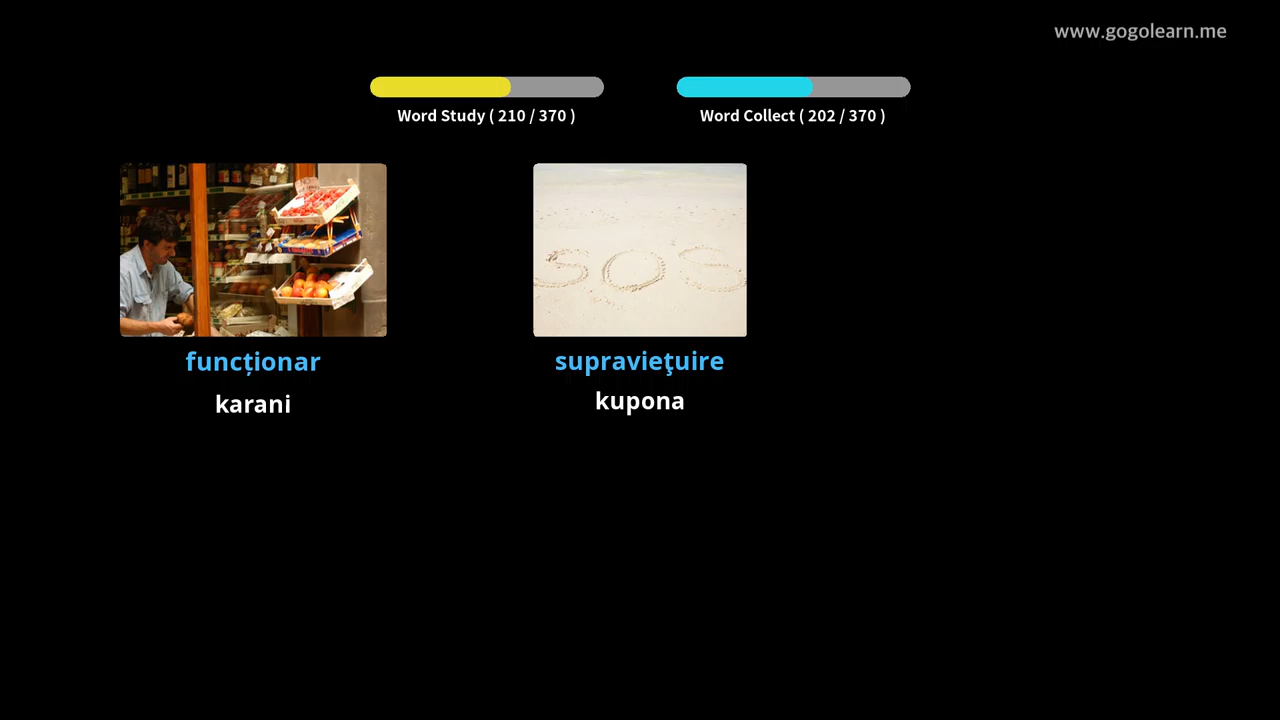 www.gogolearn.me
Word Study ( 210 / 370 )
Word Collect ( 202 / 370 )
SOS
funcționar
karani
supravieţuire
kupona